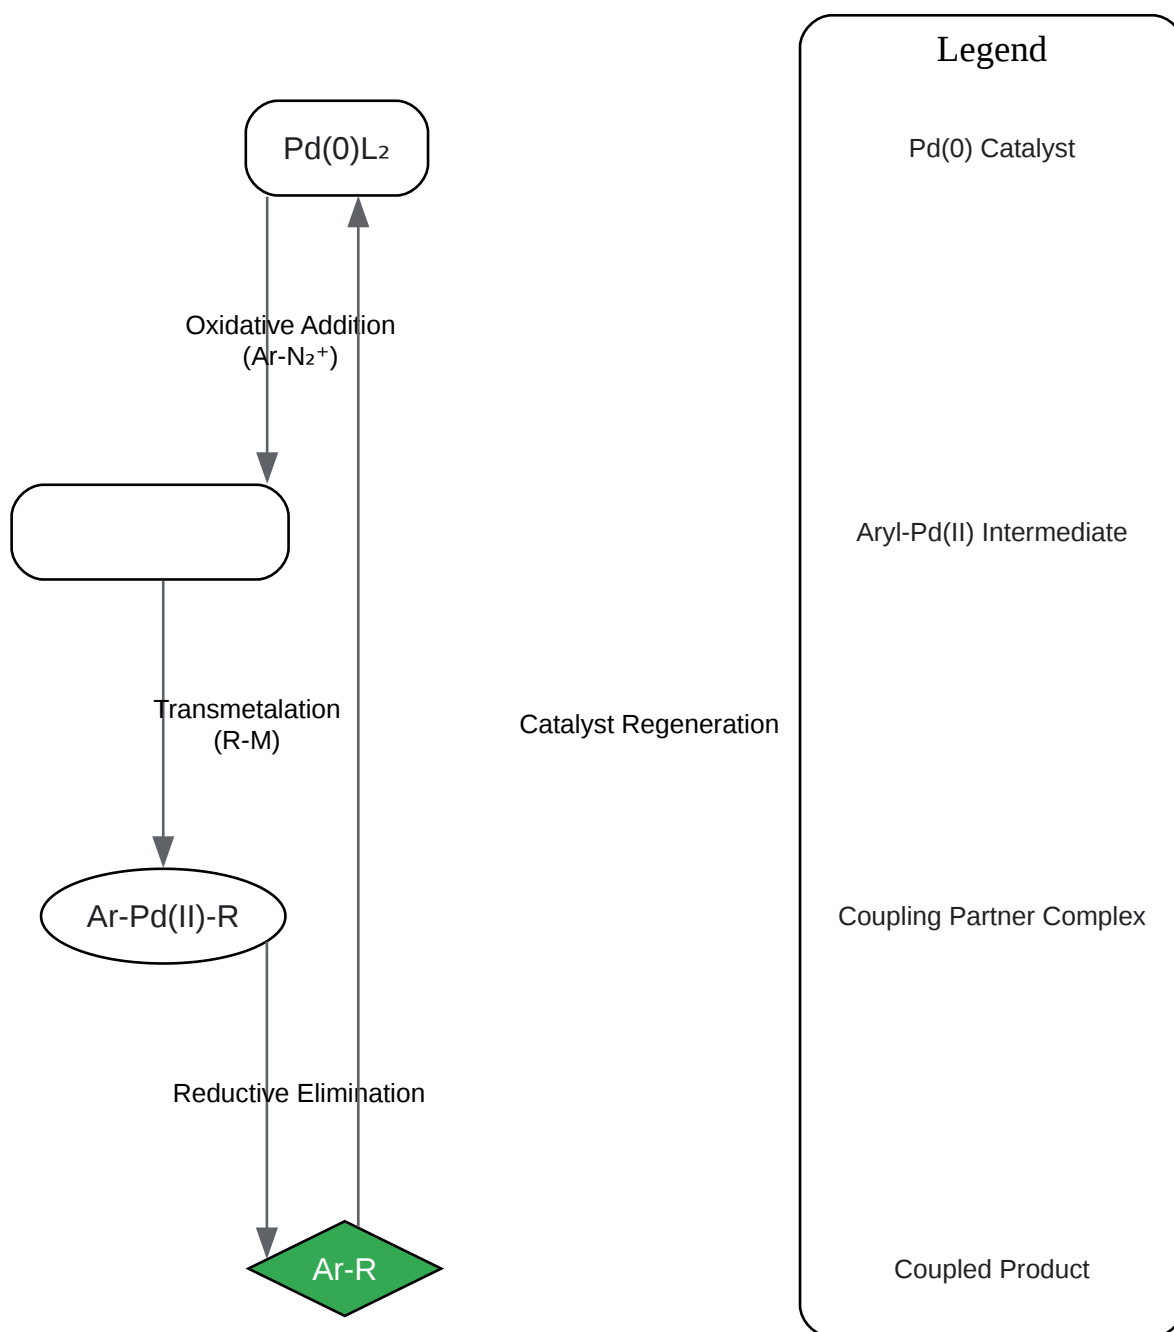 Legend
Pd(0)L₂
Pd(0) Catalyst
Oxidative Addition
(Ar-N₂⁺)
Aryl-Pd(II) Intermediate
Transmetalation
(R-M)
Catalyst Regeneration
Ar-Pd(II)-R
Coupling Partner Complex
Reductive Elimination
Ar-R
Coupled Product